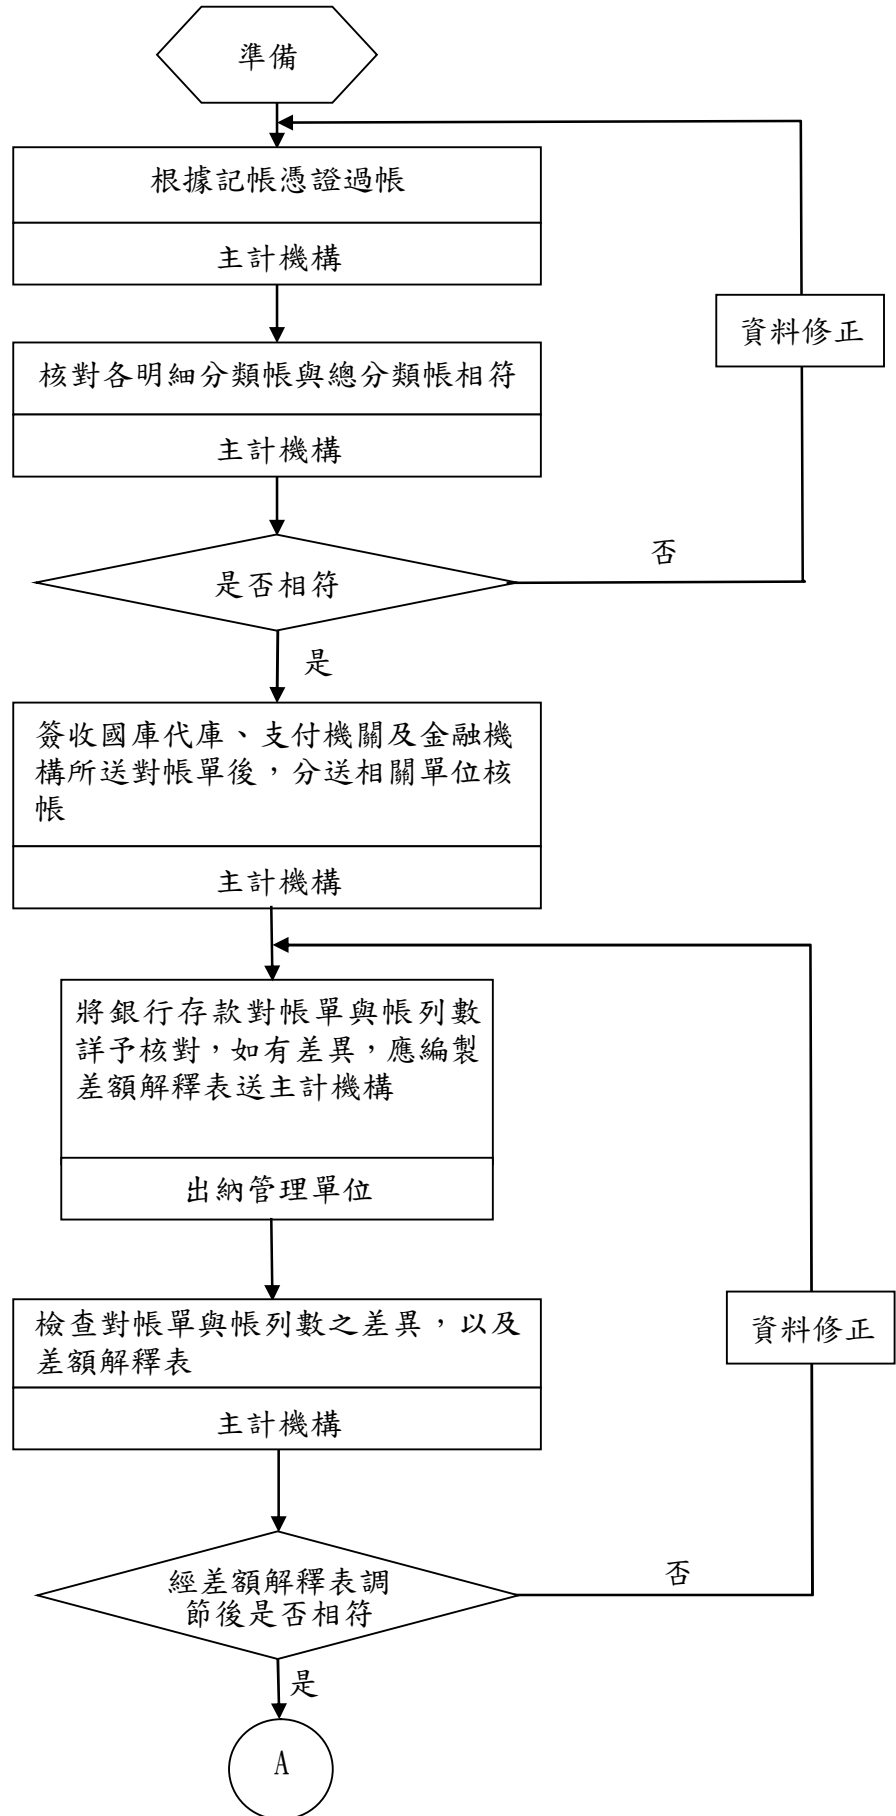 準備
根據記帳憑證過帳
主計機構
資料修正
核對各明細分類帳與總分類帳相符
主計機構
是否相符
否
是
簽收國庫代庫、支付機關及金融機
構所送對帳單後，分送相關單位核
帳
主計機構
將銀行存款對帳單與帳列數
詳予核對，如有差異，應編製
差額解釋表送主計機構
出納管理單位
檢查對帳單與帳列數之差異，以及
差額解釋表
主計機構
資料修正
經差額解釋表調
節後是否相符
否
是
A